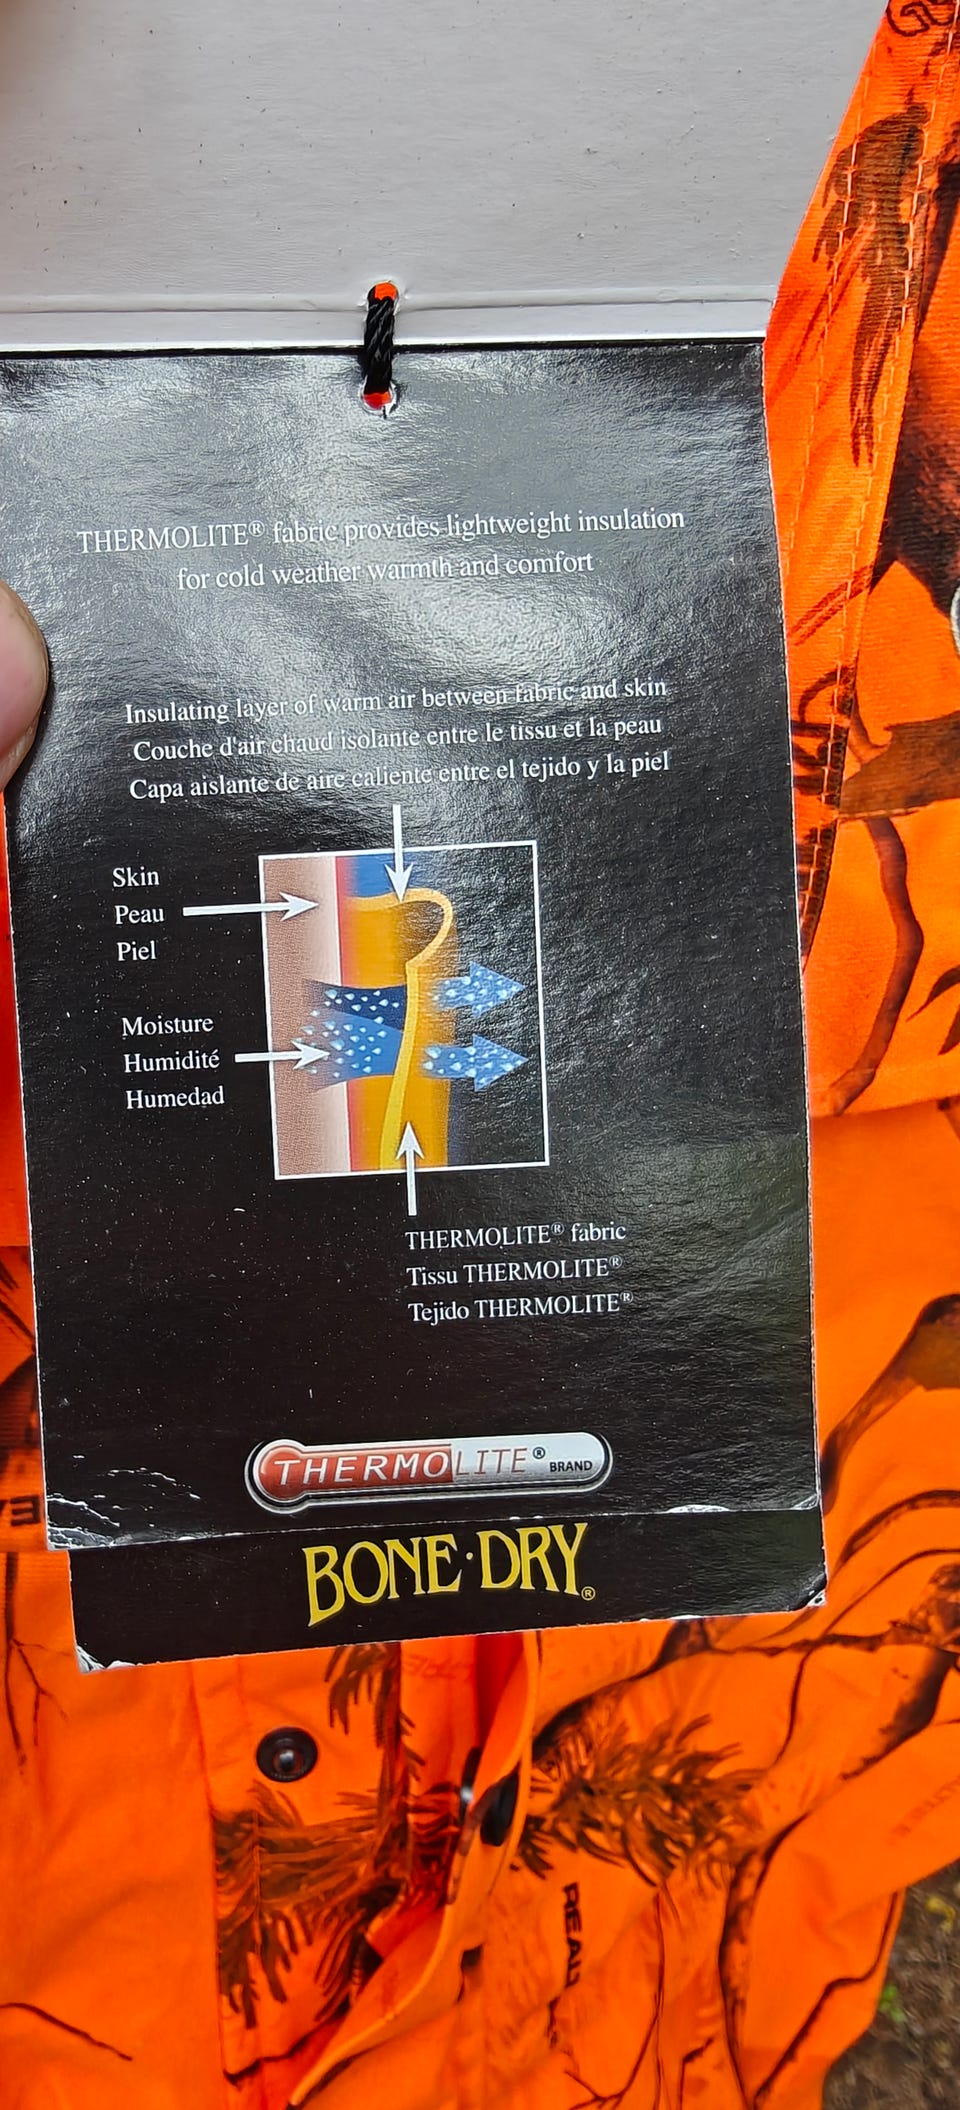 THERMOLITE® fabric provides lightweight insulation
for cold weather warmth and comfort
Insulating layer of warm air between fabric and skin
Couche d'air chaud isolante entre le tissu et la peau
Capa aislante de aire caliente entre el tejido y la piel
Skin
Peau
Piel
Moisture
Humidité
Humedad
THERMOLITE® fabric
Tissu THERMOLITE®
Tejido THERMOLITE®
THERMOLITE® BRAND
BONE·DRY®
REAL